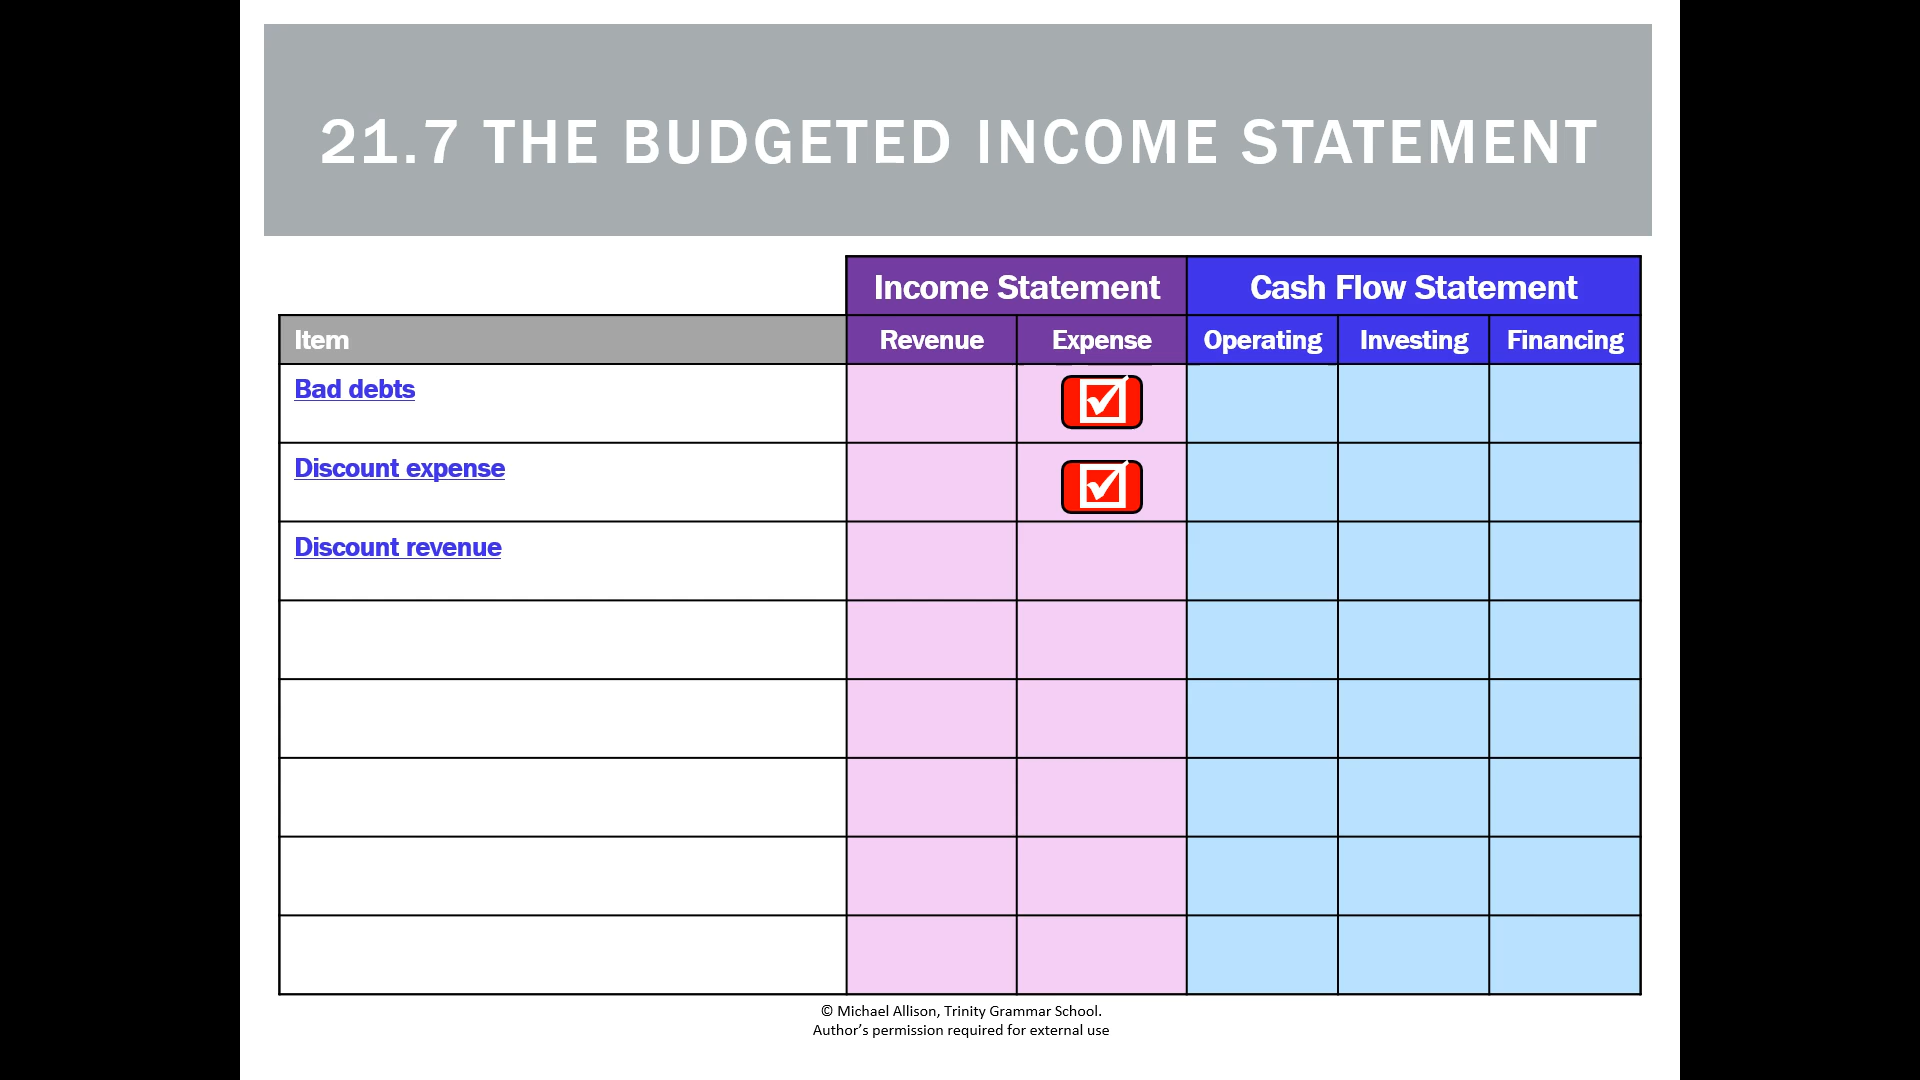 21.7 THE BUDGETED INCOME STATEMENT
Income Statement Cash Flow Statement
Item Revenue Expense Operating Investing Financing
Bad debts
Discount expense
Discount revenue
© Michael Allison, Trinity Grammar School.
Author’s permission required for external use